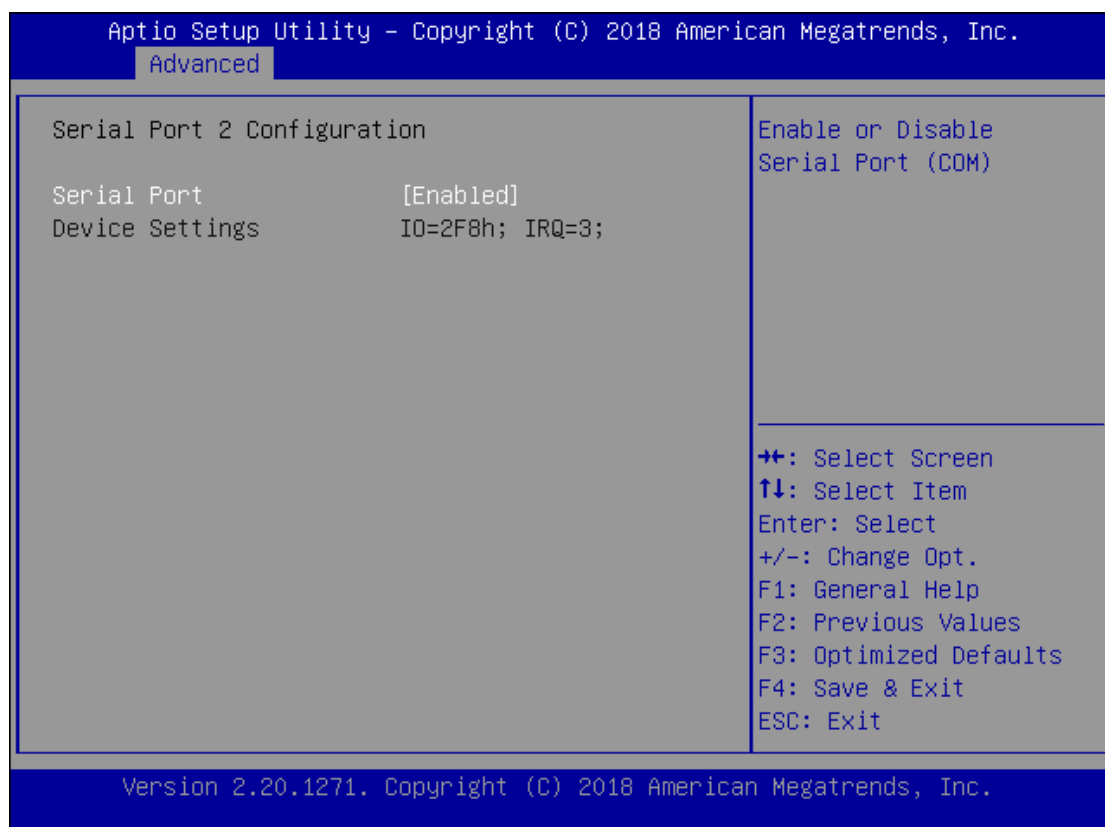 Aptio Setup Utility – Copyright (C) 2018 American Megatrends, Inc.
Advanced
Serial Port 2 Configuration
Serial Port [Enabled]
Device Settings IO=2F8h; IRQ=3;
Enable or Disable
Serial Port (COM)
→←: Select Screen
↑↓: Select Item
Enter: Select
+/-: Change Opt.
F1: General Help
F2: Previous Values
F3: Optimized Defaults
F4: Save & Exit
ESC: Exit
Version 2.20.1271. Copyright (C) 2018 American Megatrends, Inc.